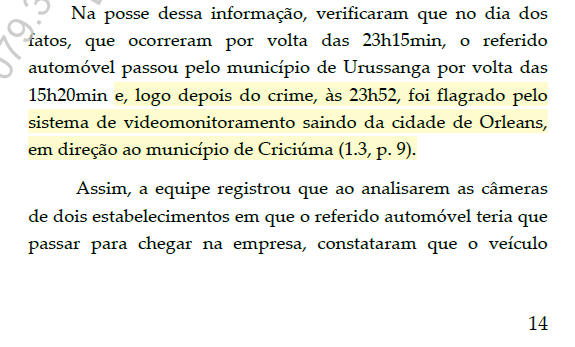 Na posse dessa informação, verificaram que no dia dos
fatos, que ocorreram por volta das 23h15min, o referido
automóvel passou pelo município de Urussanga por volta das
15h20min e, logo depois do crime, às 23h52, foi flagrado pelo
sistema de videomonitoramento saindo da cidade de Orleans,
em direção ao município de Criciúma (1.3, p. 9).
Assim, a equipe registrou que ao analisarem as câmeras
de dois estabelecimentos em que o referido automóvel teria que
passar para chegar na empresa, constataram que o veículo
14
079.3